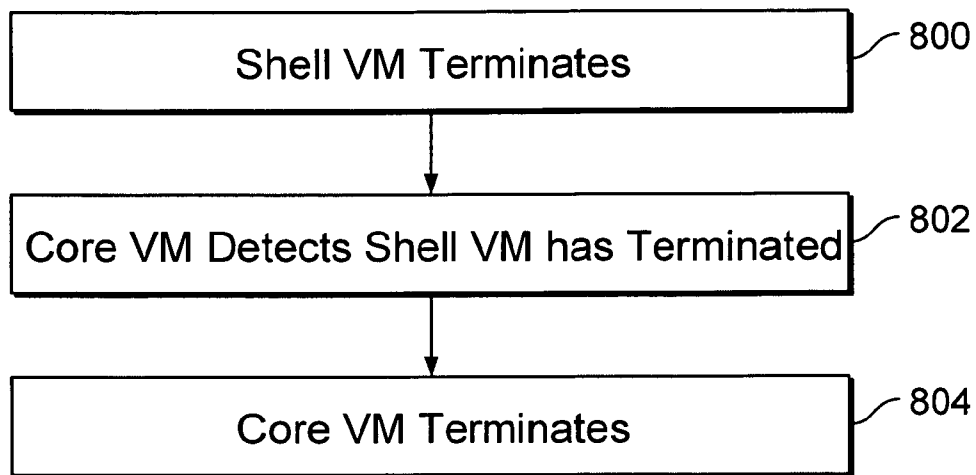 Shell VM Terminates
800
Core VM Detects Shell VM has Terminated
802
Core VM Terminates
804